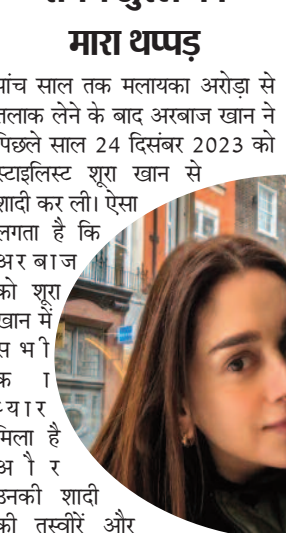 मारा थप्पड़
पांच साल तक मलायका अरोड़ा से
तलाक लेने के बाद अरबाज खान ने
पिछले साल 24 दिसंबर 2023 को
स्टाइलिस्ट शूरा खान से
शादी कर ली। ऐसा
लगता है कि
अरबाज
को शूरा
खान में
सभी
का
प्यार
मिला है
और
उनकी शादी
की तस्वीरें और